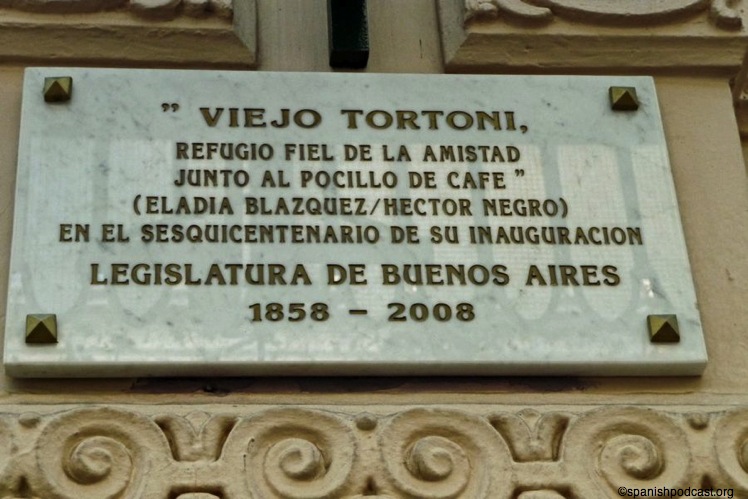 ” VIEJO TORTONI,
REFUGIO FIEL DE LA AMISTAD
JUNTO AL POCILLO DE CAFE ”
(ELADIA BLAZQUEZ/HECTOR NEGRO)
EN EL SESQUICENTENARIO DE SU INAUGURACION
LEGISLATURA DE BUENOS AIRES
1858 - 2008
©spanishpodcast.org